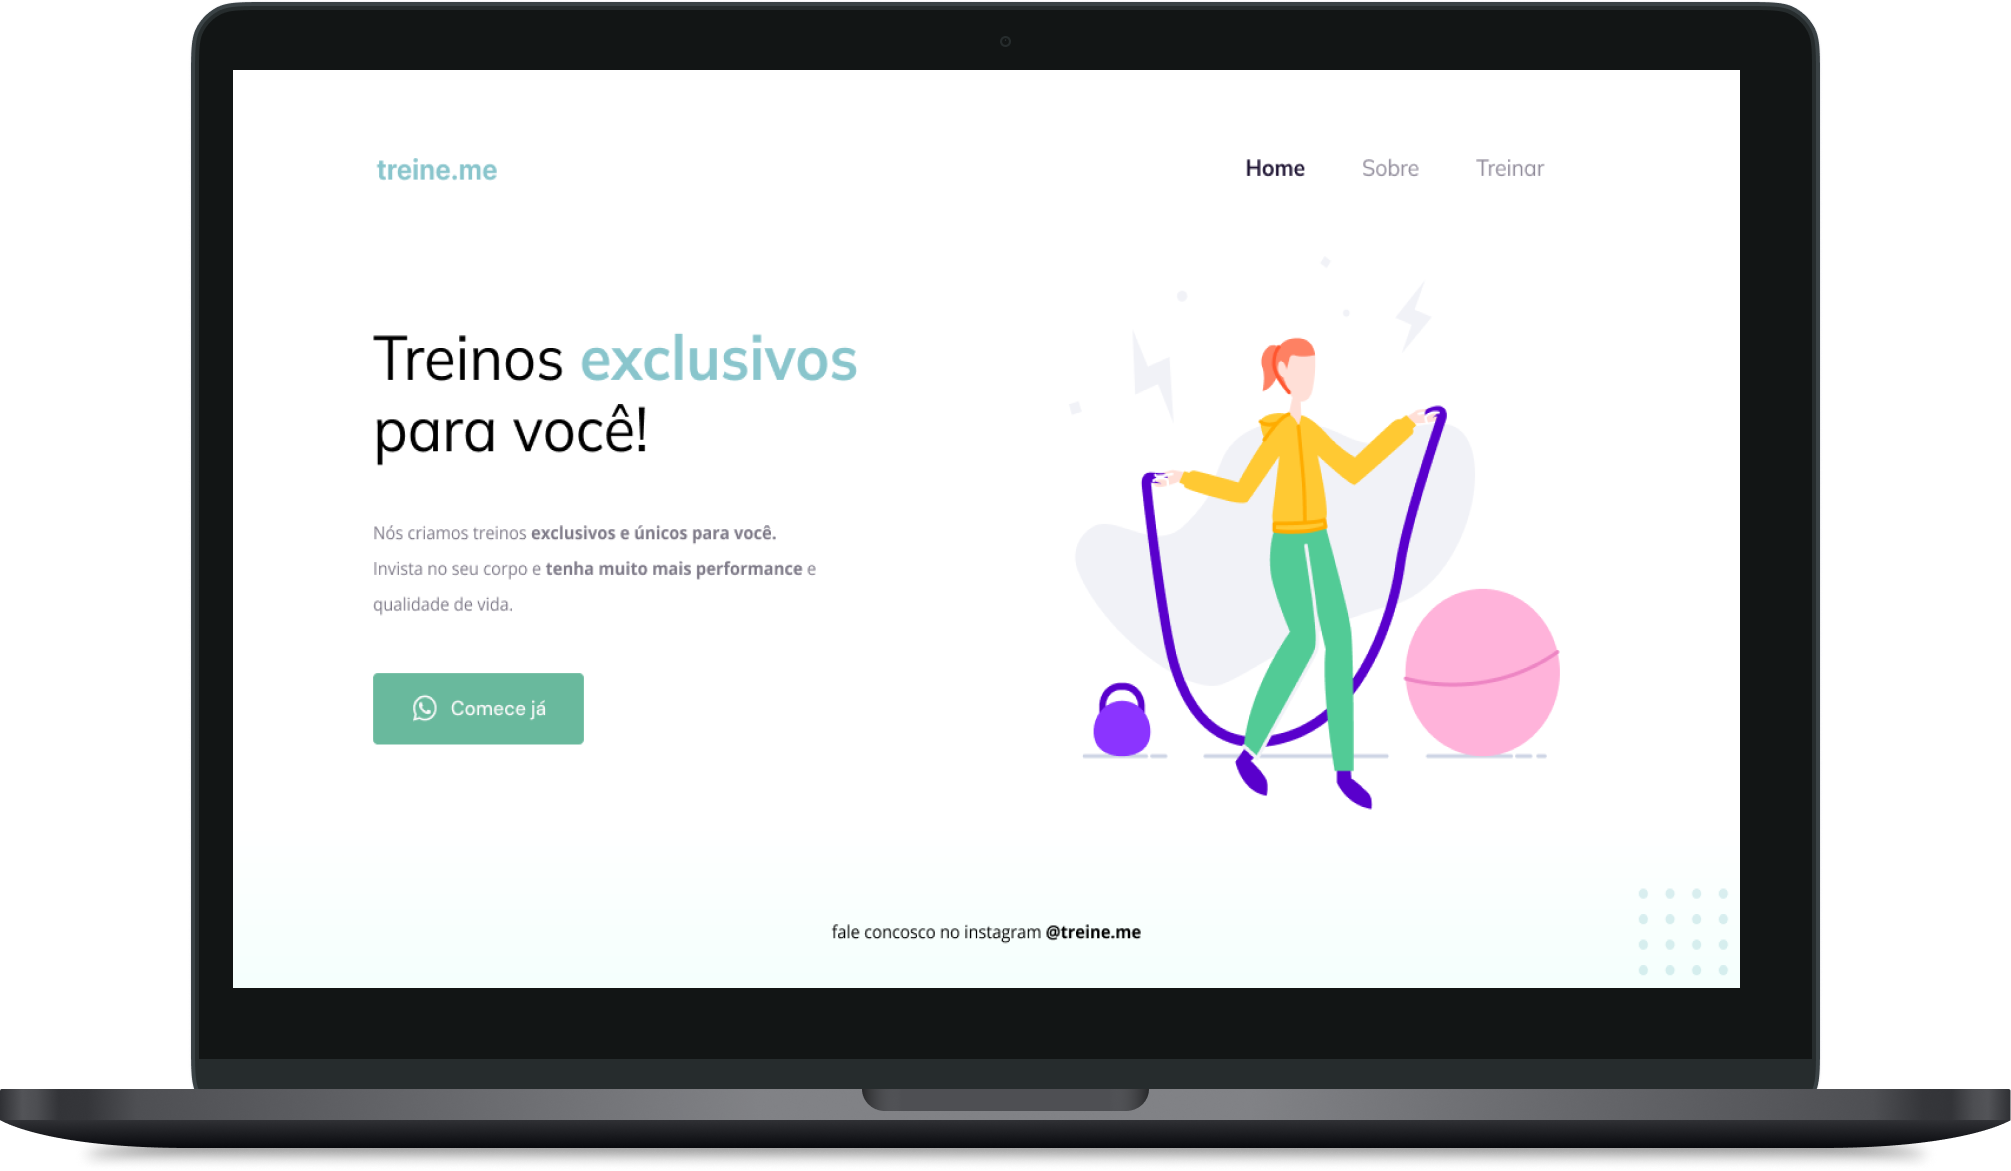 treine.me
Home Sobre Treinar
Treinos exclusivos
para você!
Nós criamos treinos exclusivos e únicos para você.
Invista no seu corpo e tenha muito mais performance e
qualidade de vida.
Comece já
fale concosco no instagram @treine.me